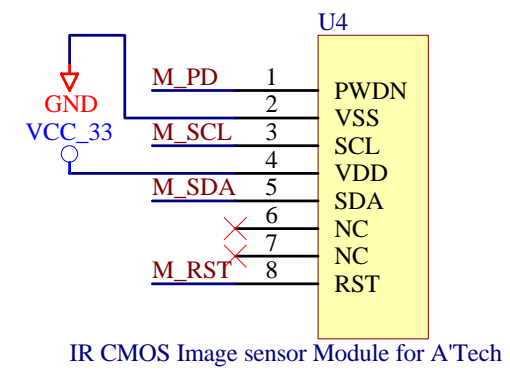 U4
M_PD 1 PWDN
GND 2 VSS
VCC_33 M_SCL 3 SCL
4 VDD
M_SDA 5 SDA
6 NC
7 NC
M_RST 8 RST
IR CMOS Image sensor Module for A'Tech